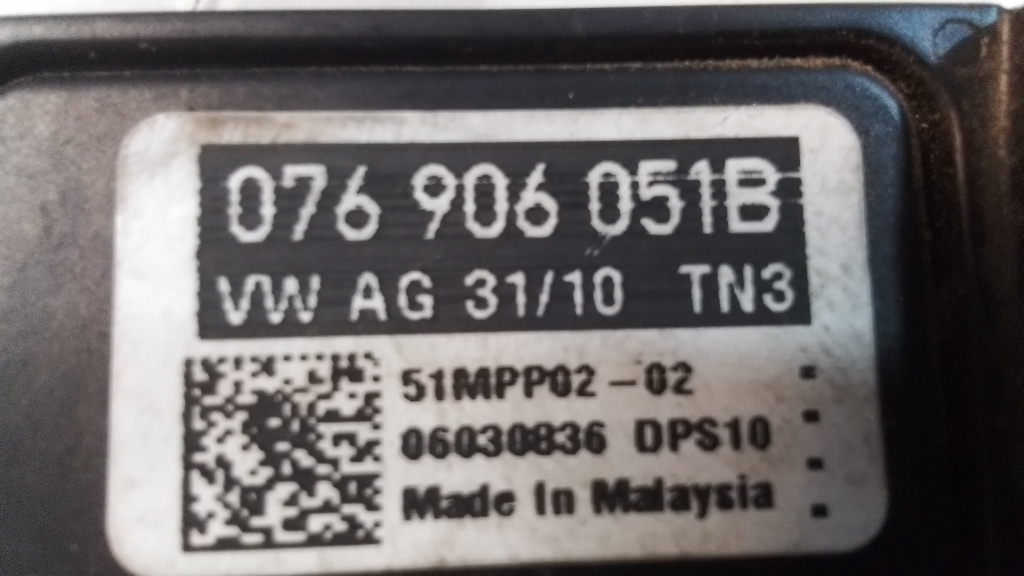 076 906 051B
VW AG 31/10 TN3
51MPP02-02
06030836 DPS10
Made In Malaysia